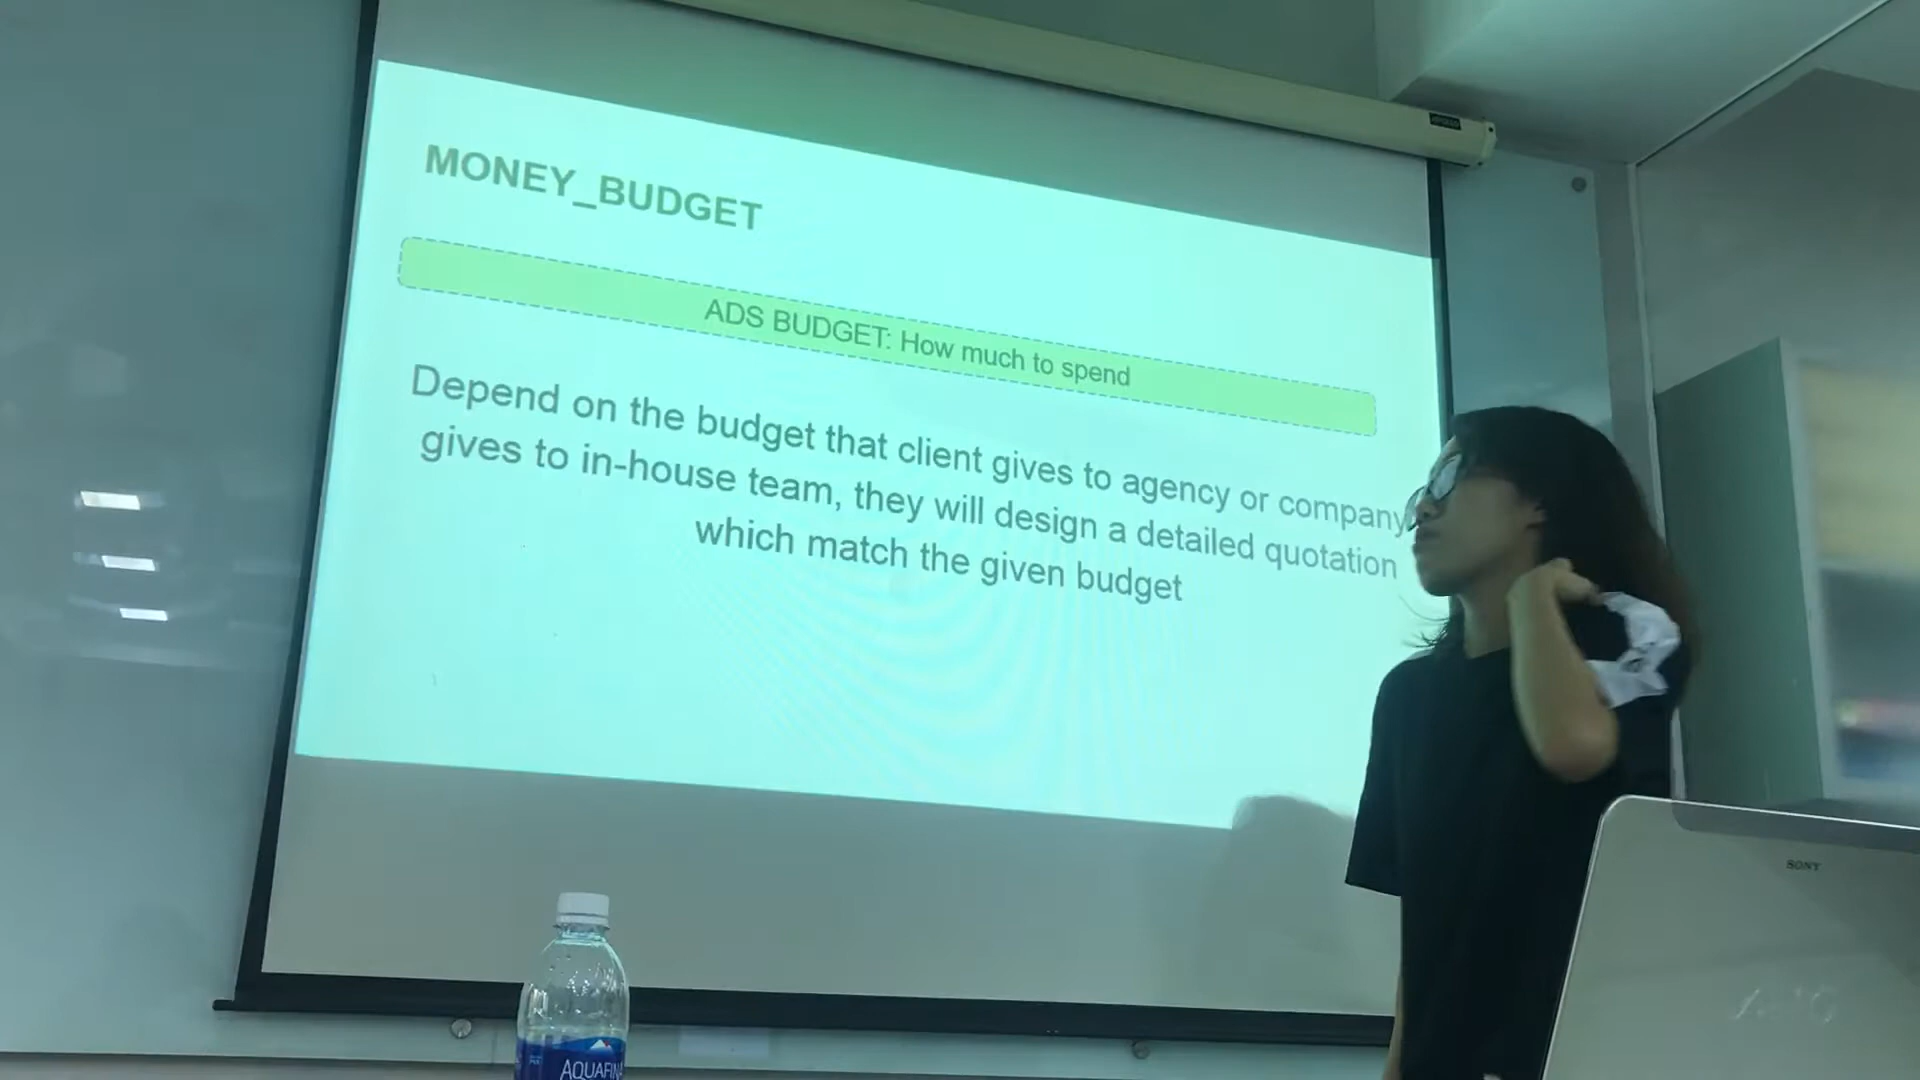 MONEY_BUDGET
ADS BUDGET: How much to spend
Depend on the budget that client gives to agency or company
gives to in-house team, they will design a detailed quotation
which match the given budget
SONY